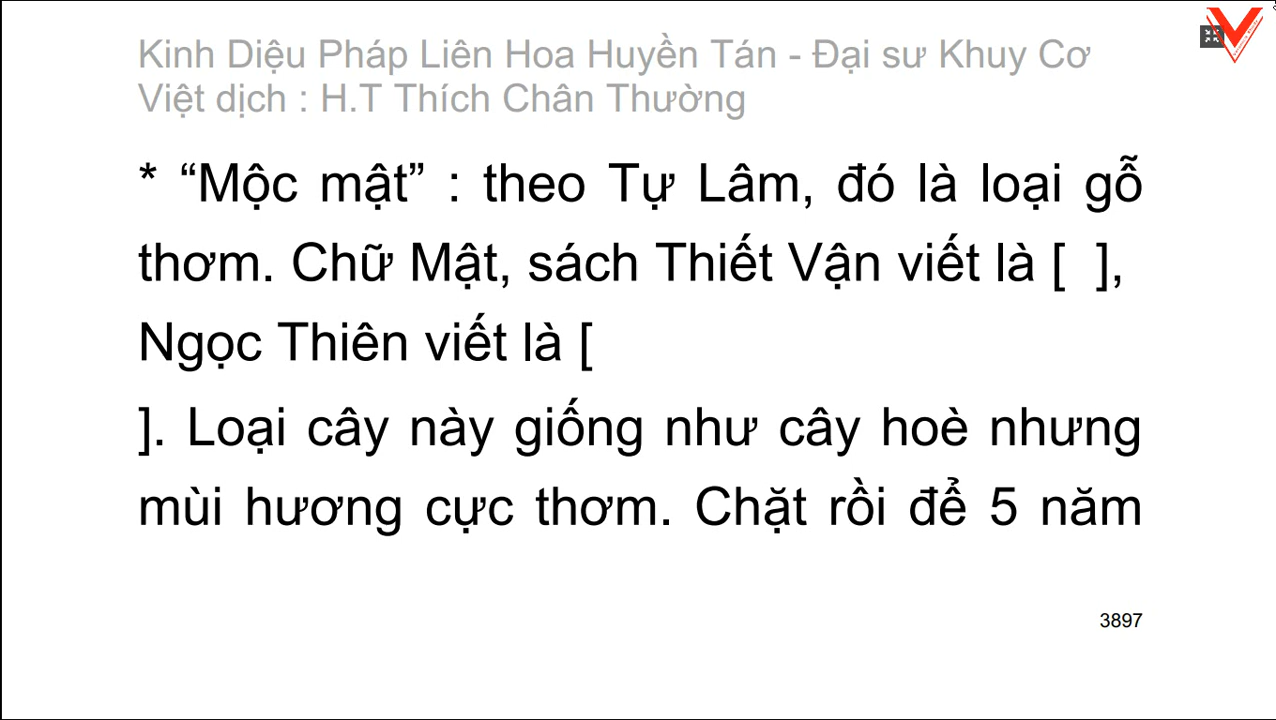 Kinh Diệu Pháp Liên Hoa Huyền Tán - Đại sư Khuy Cơ
Việt dịch : H.T Thích Chân Thường
* “Mộc mật” : theo Tự Lâm, đó là loại gỗ
thơm. Chữ Mật, sách Thiết Vận viết là [ ],
Ngọc Thiên viết là [
]. Loại cây này giống như cây hoè nhưng
mùi hương cực thơm. Chặt rồi để 5 năm
3897